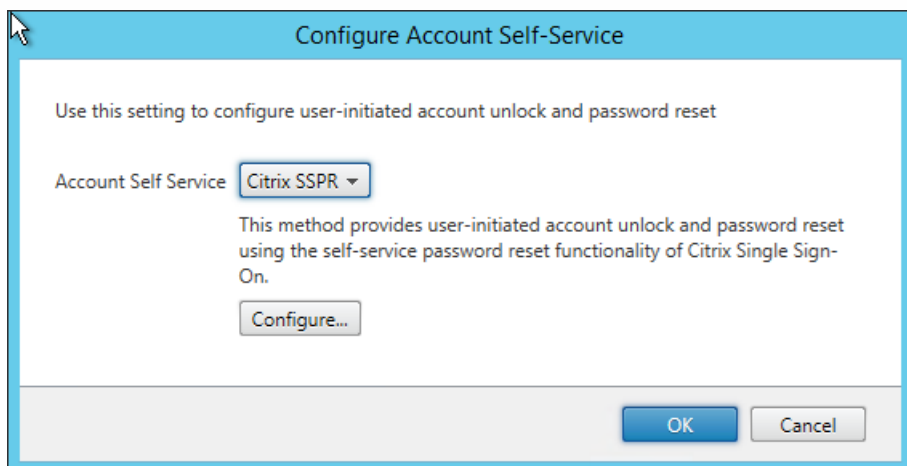 Configure Account Self-Service
Use this setting to configure user-initiated account unlock and password reset
Account Self Service Citrix SSPR
This method provides user-initiated account unlock and password reset
using the self-service password reset functionality of Citrix Single Sign-
On.
Configure...
OK Cancel